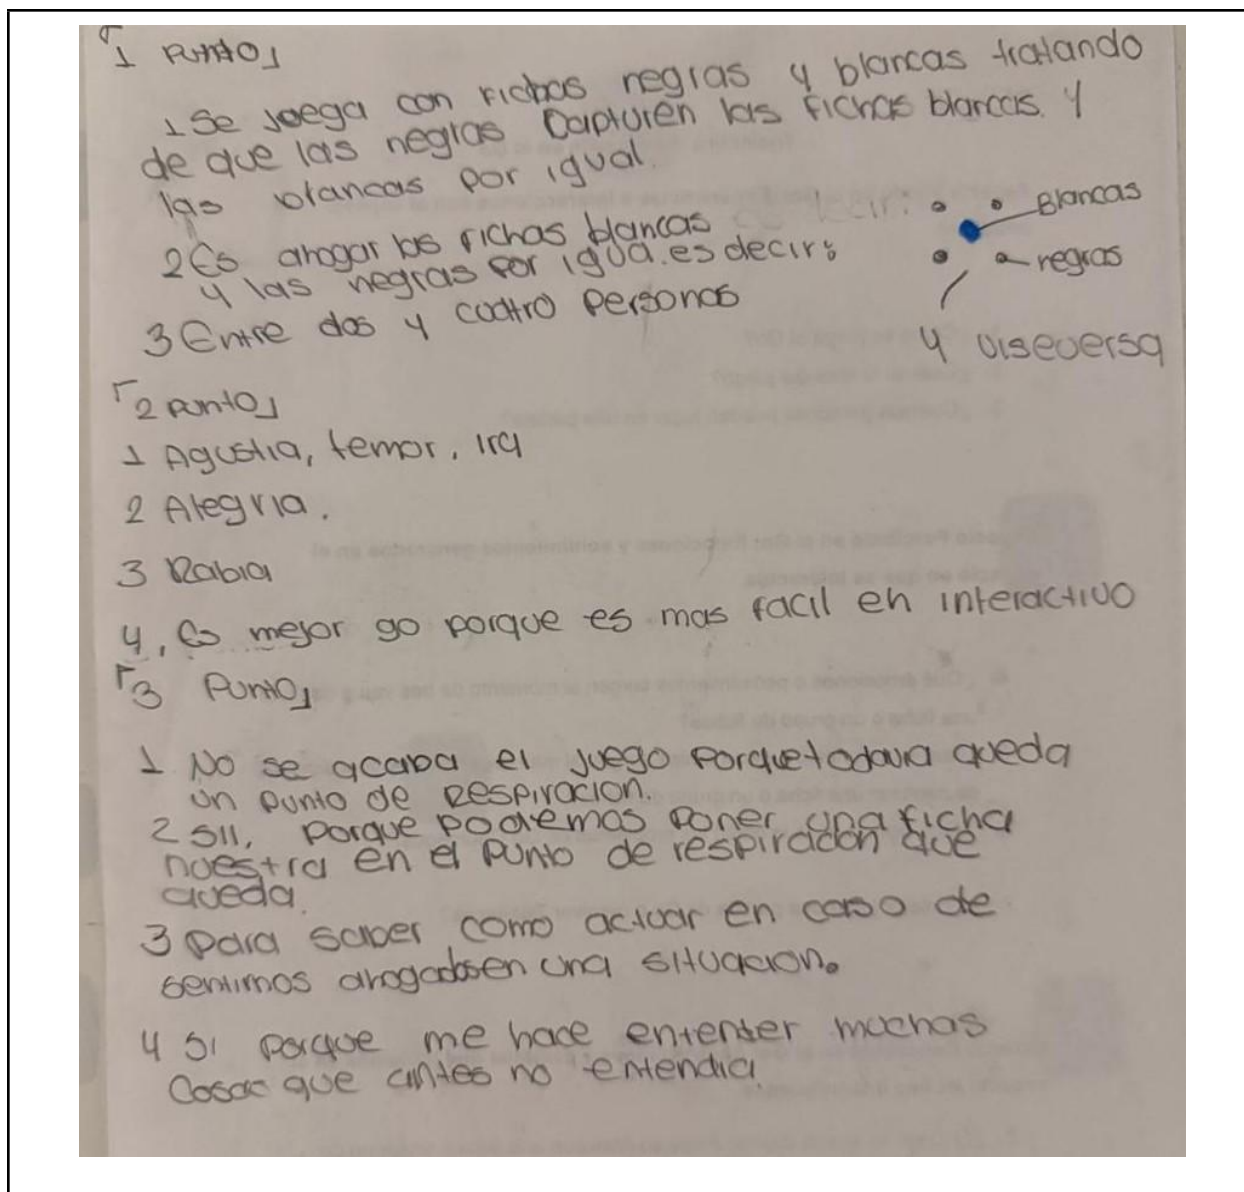 1 Punto
1 Se joega con fichas negras y blancas tratando
de que las negras Capturen las fichas blancas. Y
las blancas por igual.
2 Es ahogar las fichas blancas
y las negras por igual. es decir:
Blancas
negras
y viseversa
3 Entre dos y coatro Personas
2 punto
1 Agustia, temor, ira
2 Alegria.
3 Rabia
4, Es mejor go porque es mas facil en interactivo
3 Punto
1 No se acaba el juego Porque todavia queda
un punto de Respiracion.
2 SII, Porque podremos poner una ficha
nuestra en el Punto de respiracion que
queda.
3 para saber como actuar en caso de
sentirnos ahogados en una situacion.
4 Si porque me hace ententer muchas
Cosas que antes no entendia.